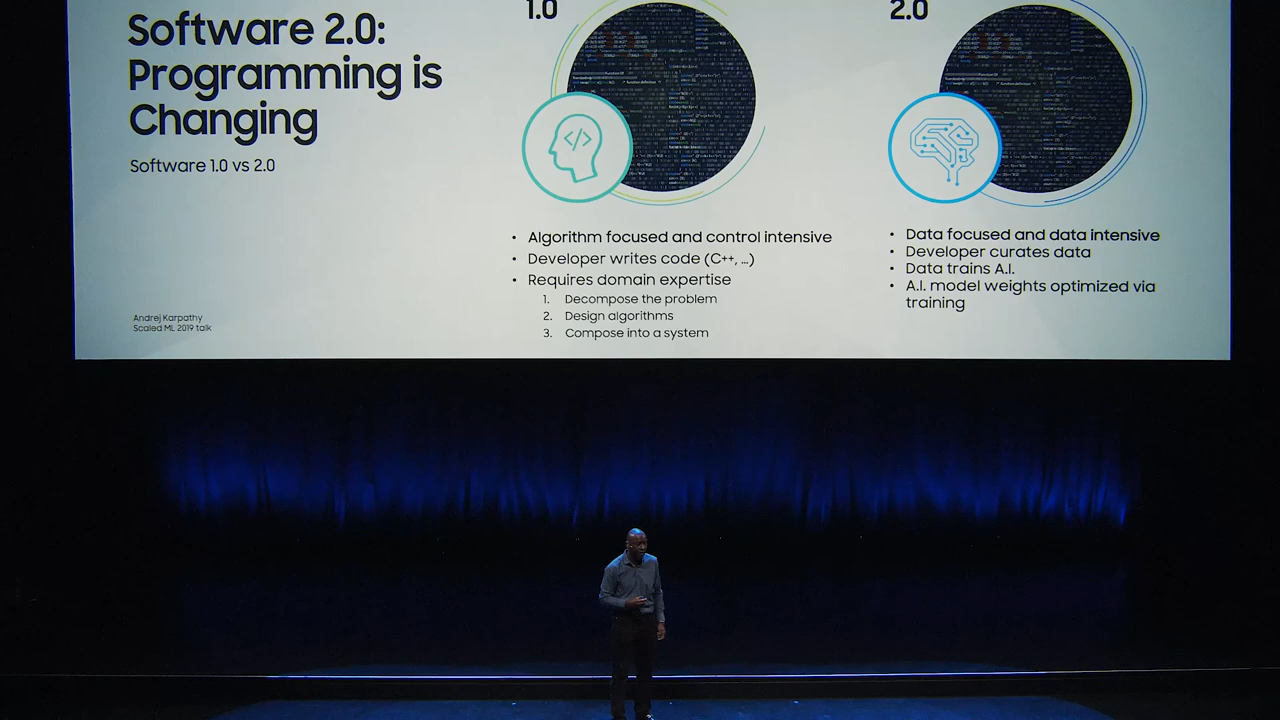 Software 2.0:
Programming is
Changing
Software 1.0 vs 2.0
Andrej Karpathy
Scaled ML 2019 talk
1.0
• Algorithm focused and control intensive
• Developer writes code (C++, ...)
• Requires domain expertise
1. Decompose the problem
2. Design algorithms
3. Compose into a system
2.0
• Data focused and data intensive
• Developer curates data
• Data trains A.I.
• A.I. model weights optimized via
training